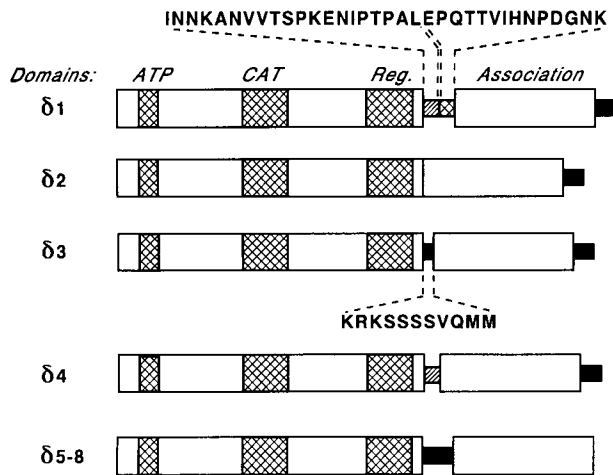 INNKANVVTSPKENIPTPALEPQTTVIHNPDGNK
Domains: ATP CAT Reg. Association
δ1
δ2
δ3
KRKSSSSVQMM
δ4
δ5-8